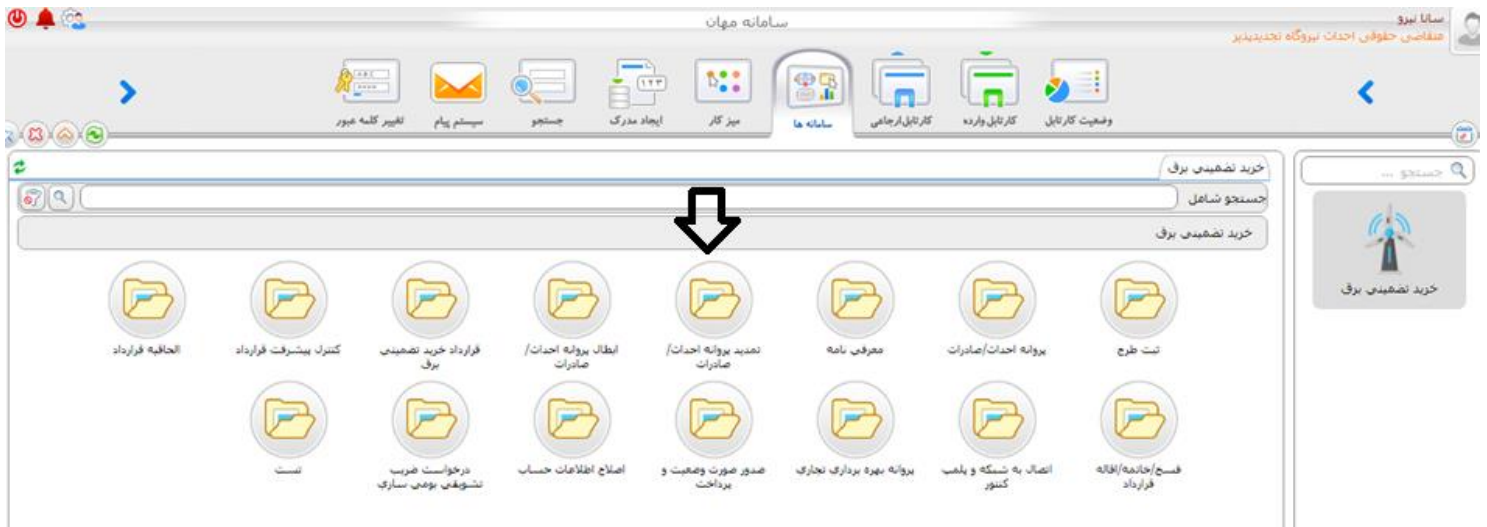 سامانه مهان
سانا نیرو
متقاضی حقوقی احداث نیروگاه تجدیدپذیر
وضعیت کارتابل
کارتابل وارده
کارتابل ارجاعی
سامانه ها
میز کار
ایجاد مدرک
جستجو
سیستم پیام
تغییر کلمه عبور
جستجو ...
خرید تضمینی برق
خرید تضمینی برق
جستجو شامل
خرید تضمینی برق
ثبت طرح
پروانه احداث/صادرات
معرفی نامه
تمدید پروانه احداث/
صادرات
ابطال پروانه احداث/
صادرات
قرارداد خرید تضمینی
برق
کنترل پیشرفت قرارداد
الحاقیه قرارداد
فسخ/خاتمه/اقاله
قرارداد
اتصال به شبکه و پلمپ
کنتور
پروانه بهره برداری تجاری
صدور صورت وضعیت و
پرداخت
اصلاح اطلاعات حساب
درخواست ضریب
تشویقی بومی سازی
تست